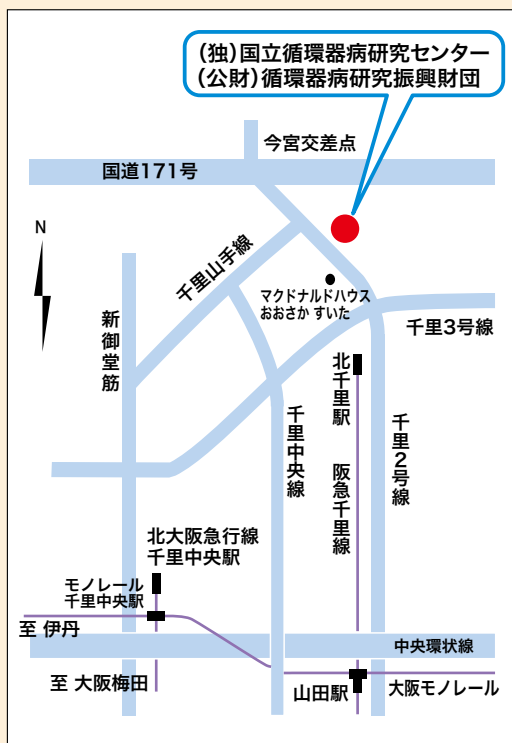 (独)国立循環器病研究センター
(公財)循環器病研究振興財団
今宮交差点
国道171号
N
千里山手線
マクドナルドハウス
おおさか すいた
新御堂筋
千里3号線
北千里駅
千里中央線
千里2号線
阪急千里線
北大阪急行線
千里中央駅
モノレール
千里中央駅
至 伊丹
中央環状線
至 大阪梅田
山田駅
大阪モノレール